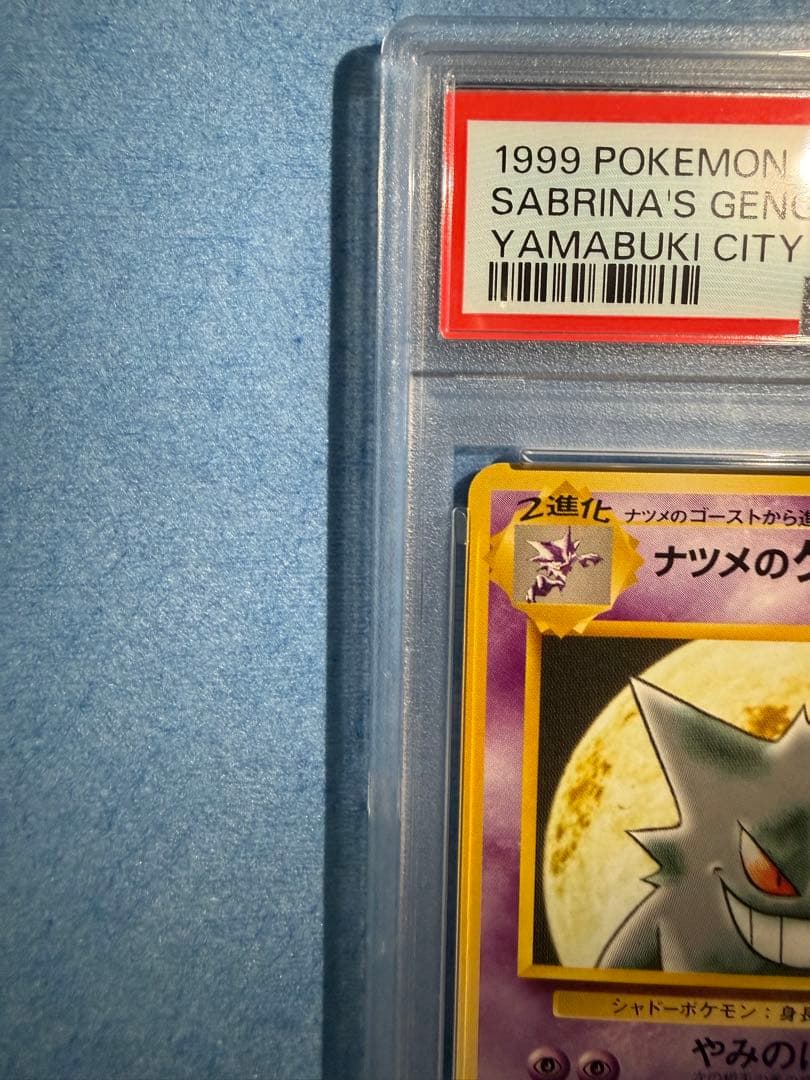 1999 POKEMON
SABRINA'S GENG
YAMABUKI CITY
2進化
ナツメのゴーストから進
ナツメの
シャドーポケモン：身長
やみの